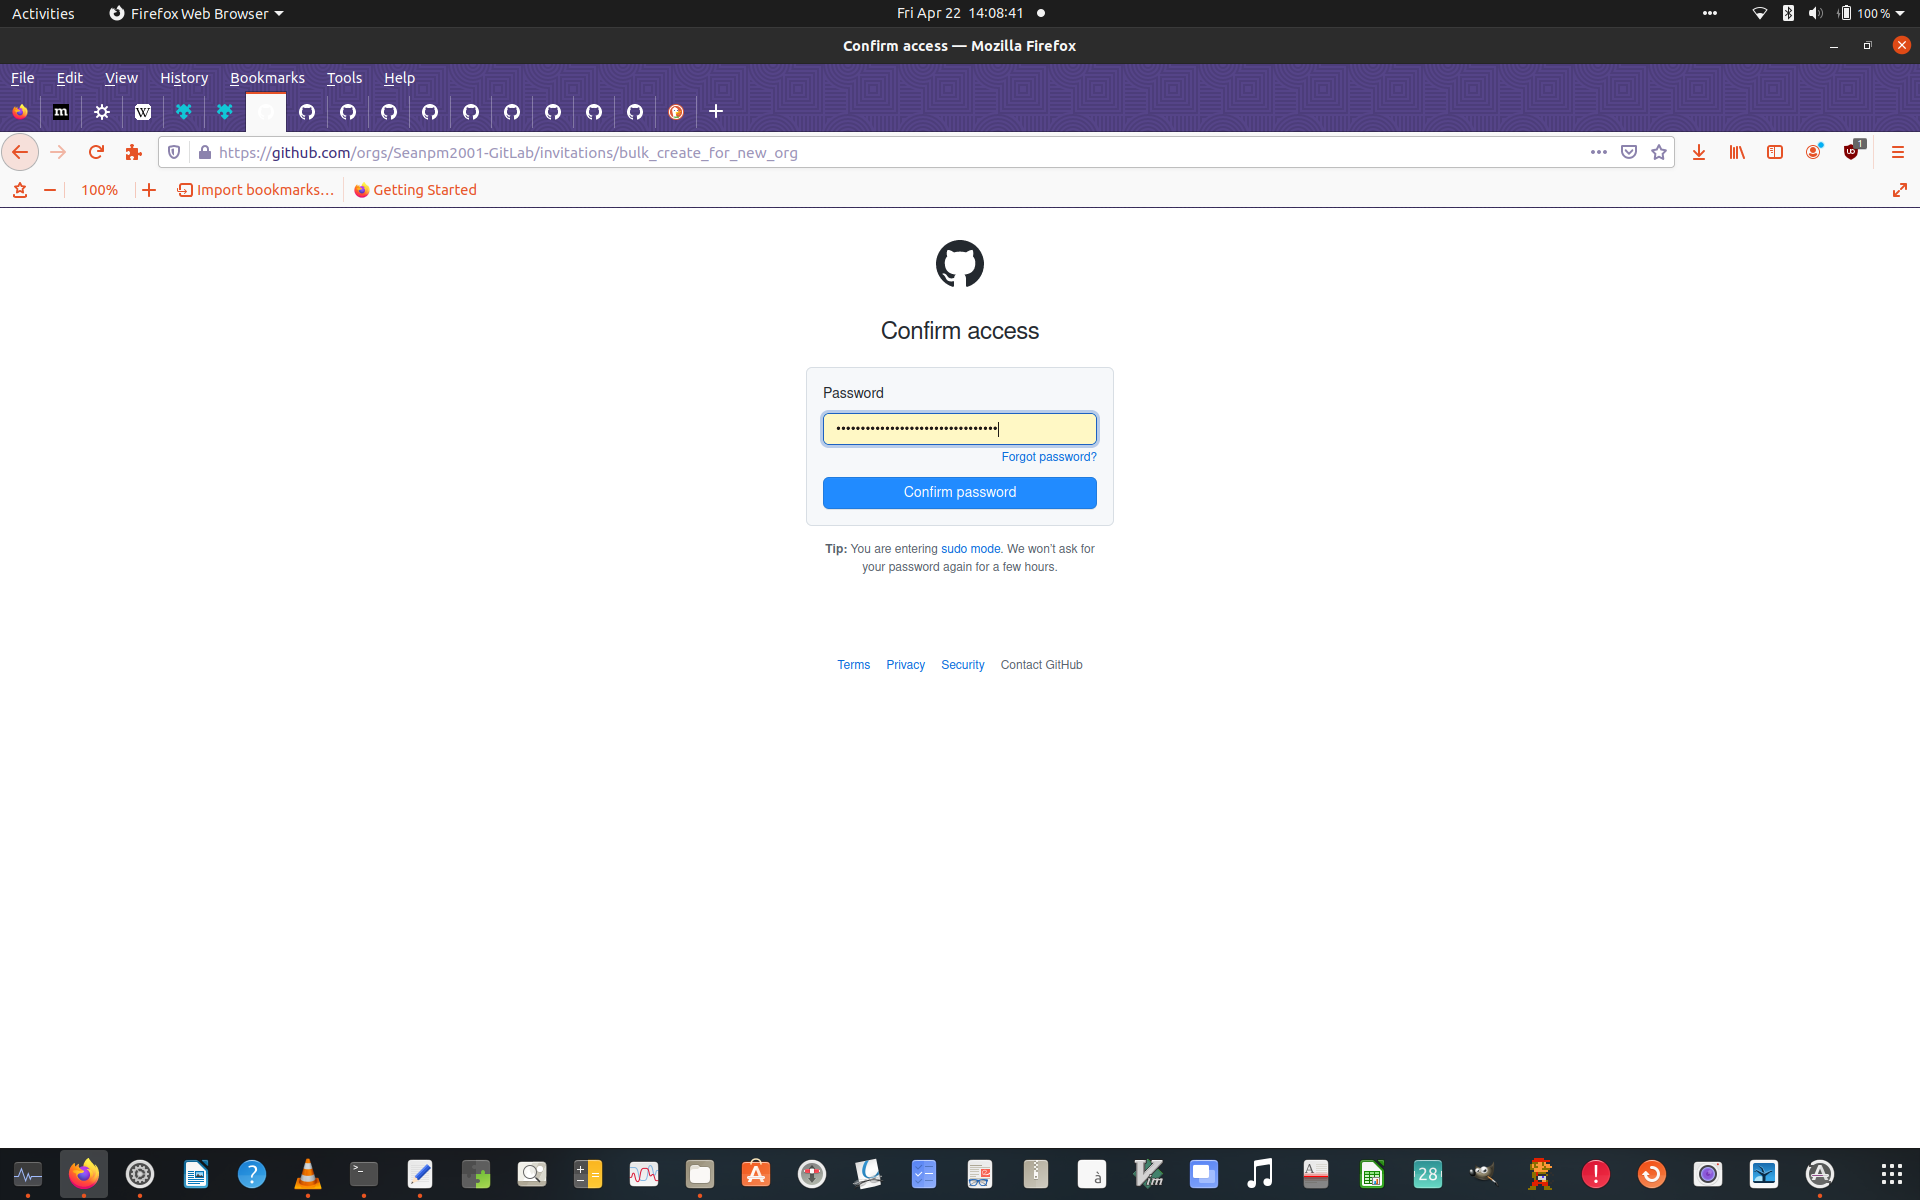 Activities
Firefox Web Browser
Fri Apr 22 14:08:41
100 %
Confirm access — Mozilla Firefox
File Edit View History Bookmarks Tools Help
m
W
https://github.com/orgs/Seanpm2001-GitLab/invitations/bulk_create_for_new_org
1
100%
Import bookmarks…
Getting Started
Confirm access
Password
Forgot password?
Confirm password
Tip: You are entering sudo mode. We won't ask for
your password again for a few hours.
Terms Privacy Security Contact GitHub
28